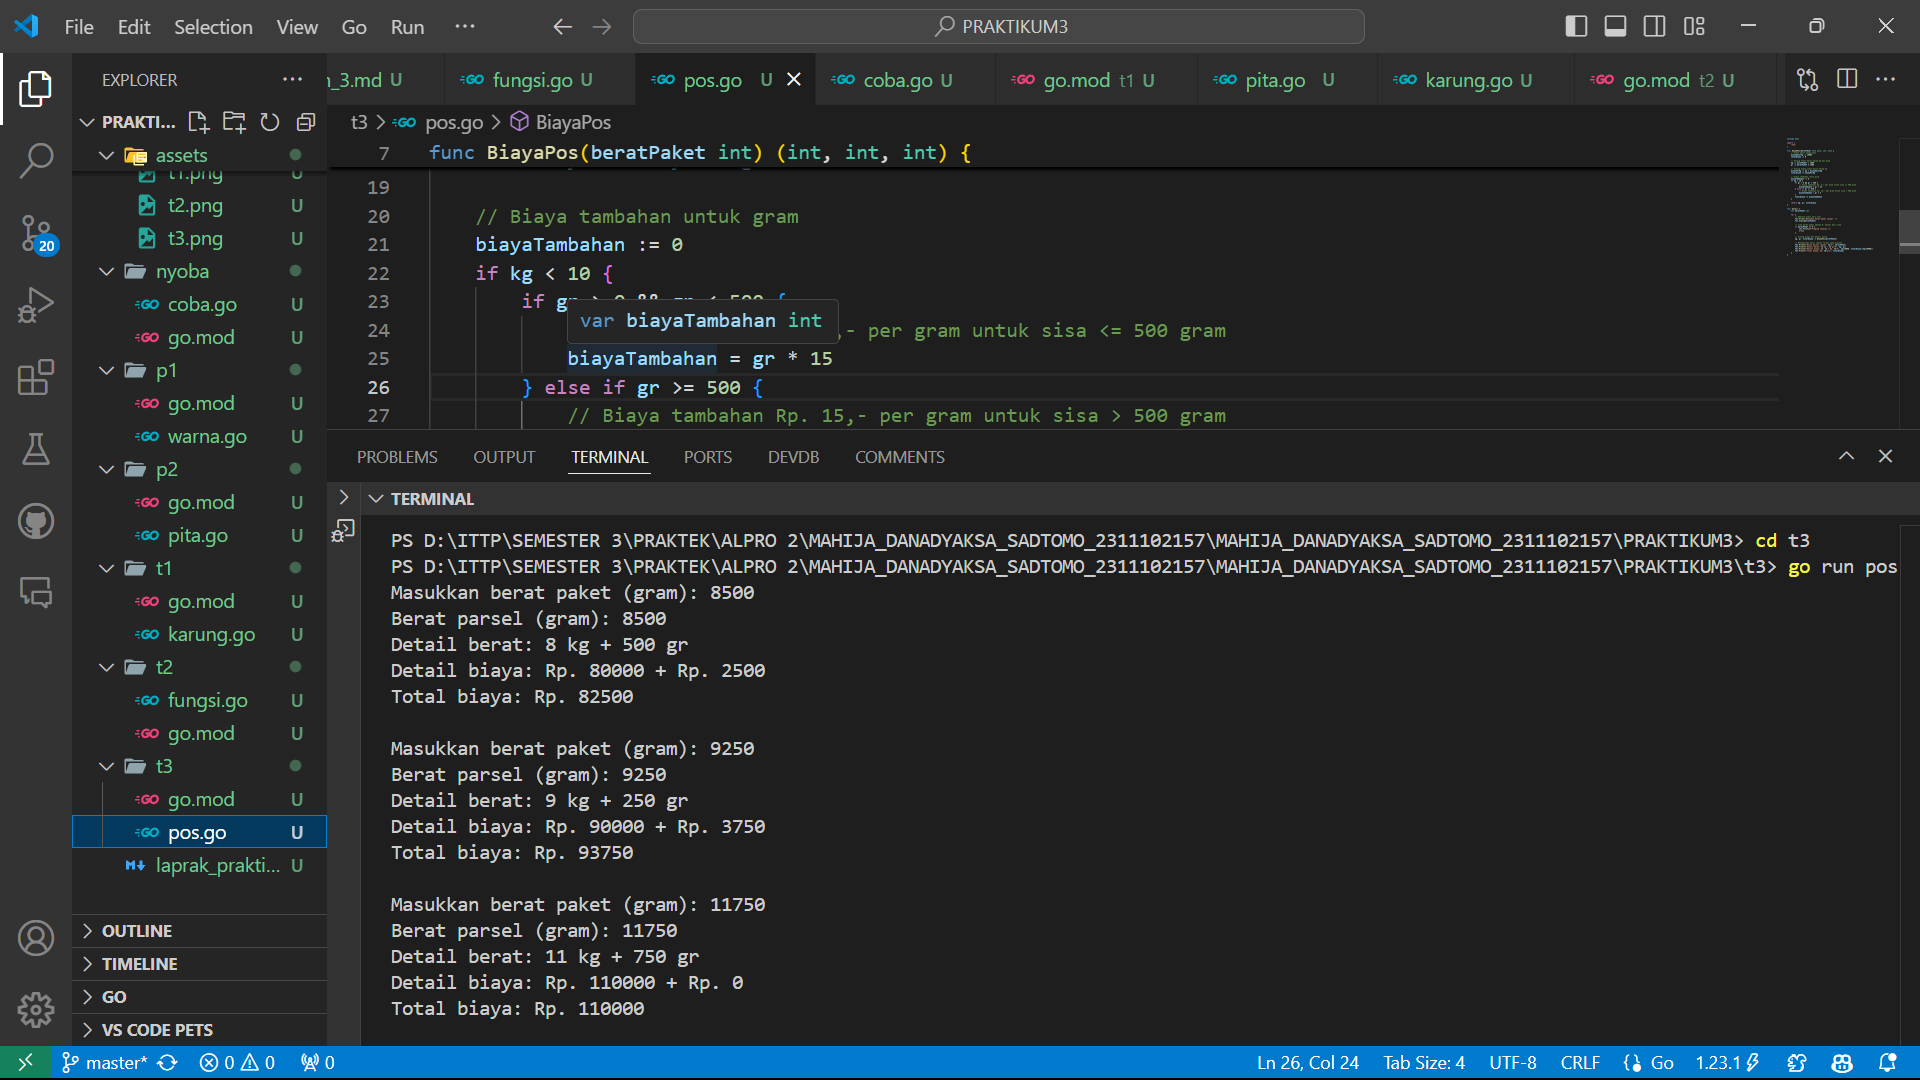 File Edit Selection View Go Run ···
PRAKTIKUM3
EXPLORER
_3.md U
fungsi.go U
pos.go U
coba.go U
go.mod t1 U
pita.go U
karung.go U
go.mod t2 U
PRAKTI...
assets
t1.png U
t2.png U
t3.png U
nyoba
coba.go U
go.mod U
p1
go.mod U
warna.go U
p2
go.mod U
pita.go U
t1
go.mod U
karung.go U
t2
fungsi.go U
go.mod U
t3
go.mod U
pos.go U
laprak_prakti... U
OUTLINE
TIMELINE
GO
VS CODE PETS
20
t3 > pos.go > BiayaPos
7 func BiayaPos(beratPaket int) (int, int, int) {
19
20 // Biaya tambahan untuk gram
21 biayaTambahan := 0
22 if kg < 10 {
23 if gr > 0 && gr < 500 {
var biayaTambahan int
24 ,- per gram untuk sisa <= 500 gram
25 biayaTambahan = gr * 15
26 } else if gr >= 500 {
27 // Biaya tambahan Rp. 15,- per gram untuk sisa > 500 gram
PROBLEMS OUTPUT TERMINAL PORTS DEVDB COMMENTS
TERMINAL
PS D:\ITTP\SEMESTER 3\PRAKTEK\ALPRO 2\MAHIJA_DANADYAKSA_SADTOMO_2311102157\MAHIJA_DANADYAKSA_SADTOMO_2311102157\PRAKTIKUM3> cd t3
PS D:\ITTP\SEMESTER 3\PRAKTEK\ALPRO 2\MAHIJA_DANADYAKSA_SADTOMO_2311102157\MAHIJA_DANADYAKSA_SADTOMO_2311102157\PRAKTIKUM3\t3> go run pos
Masukkan berat paket (gram): 8500
Berat parsel (gram): 8500
Detail berat: 8 kg + 500 gr
Detail biaya: Rp. 80000 + Rp. 2500
Total biaya: Rp. 82500
Masukkan berat paket (gram): 9250
Berat parsel (gram): 9250
Detail berat: 9 kg + 250 gr
Detail biaya: Rp. 90000 + Rp. 3750
Total biaya: Rp. 93750
Masukkan berat paket (gram): 11750
Berat parsel (gram): 11750
Detail berat: 11 kg + 750 gr
Detail biaya: Rp. 110000 + Rp. 0
Total biaya: Rp. 110000
master* 0 0 0 Ln 26, Col 24 Tab Size: 4 UTF-8 CRLF {} Go 1.23.1